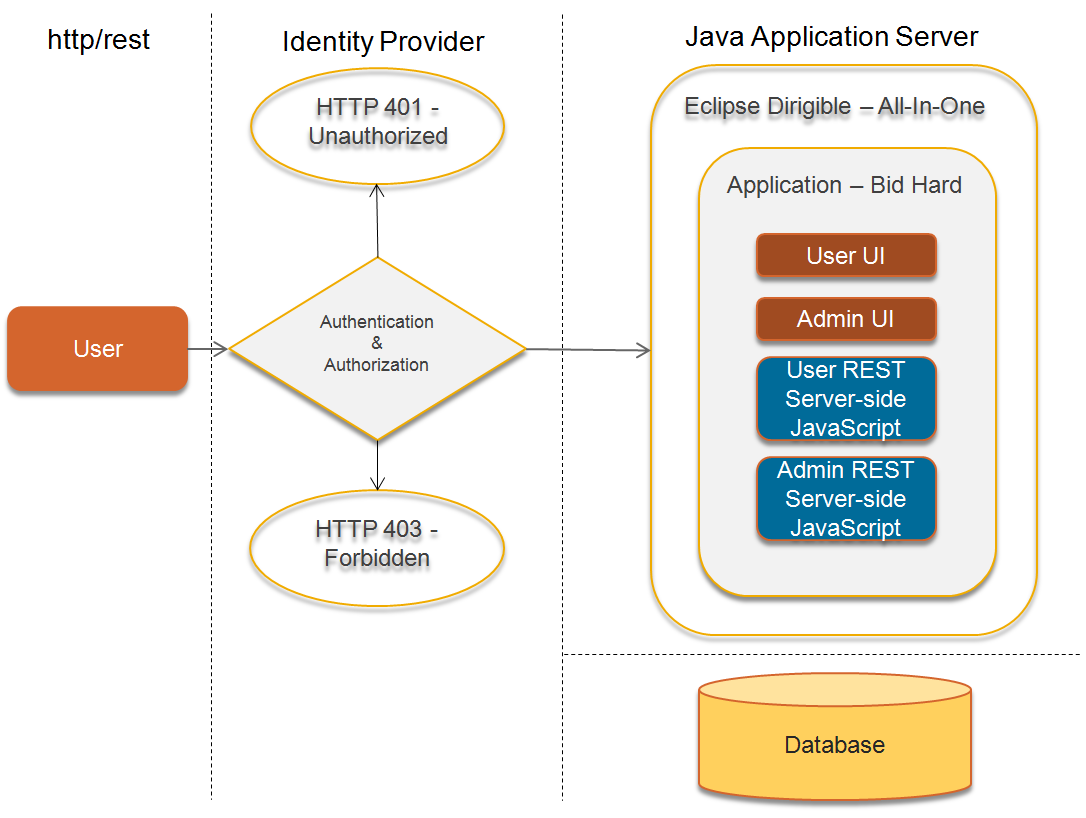 http/rest
Identity Provider
Java Application Server
HTTP 401 -
Unauthorized
Eclipse Dirigible – All-In-One
Application – Bid Hard
User UI
Admin UI
User
Authentication
&
Authorization
User REST
Server-side
JavaScript
Admin REST
Server-side
JavaScript
HTTP 403 -
Forbidden
Database